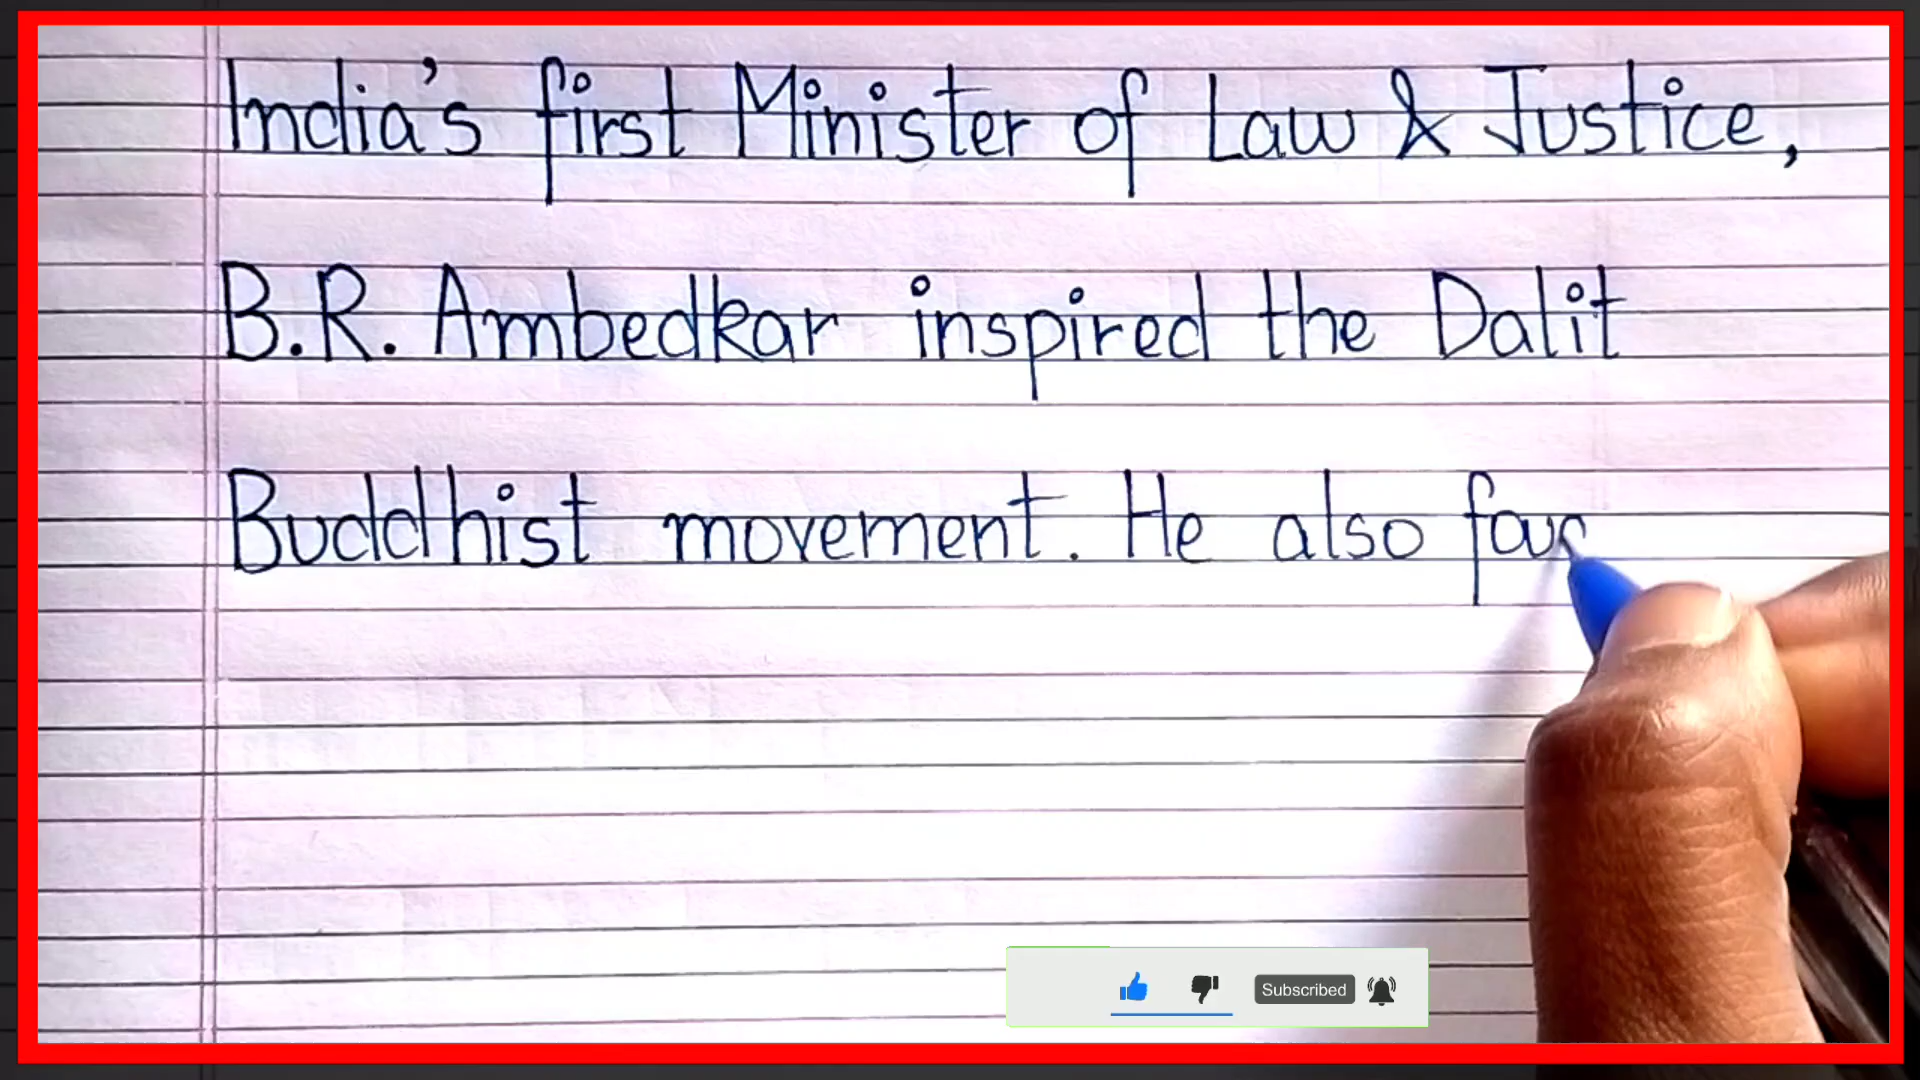 India's first Minister of Law & Justice,
B.R. Ambedkar inspired the Dalit
Buddhist movement. He also
Subscribed